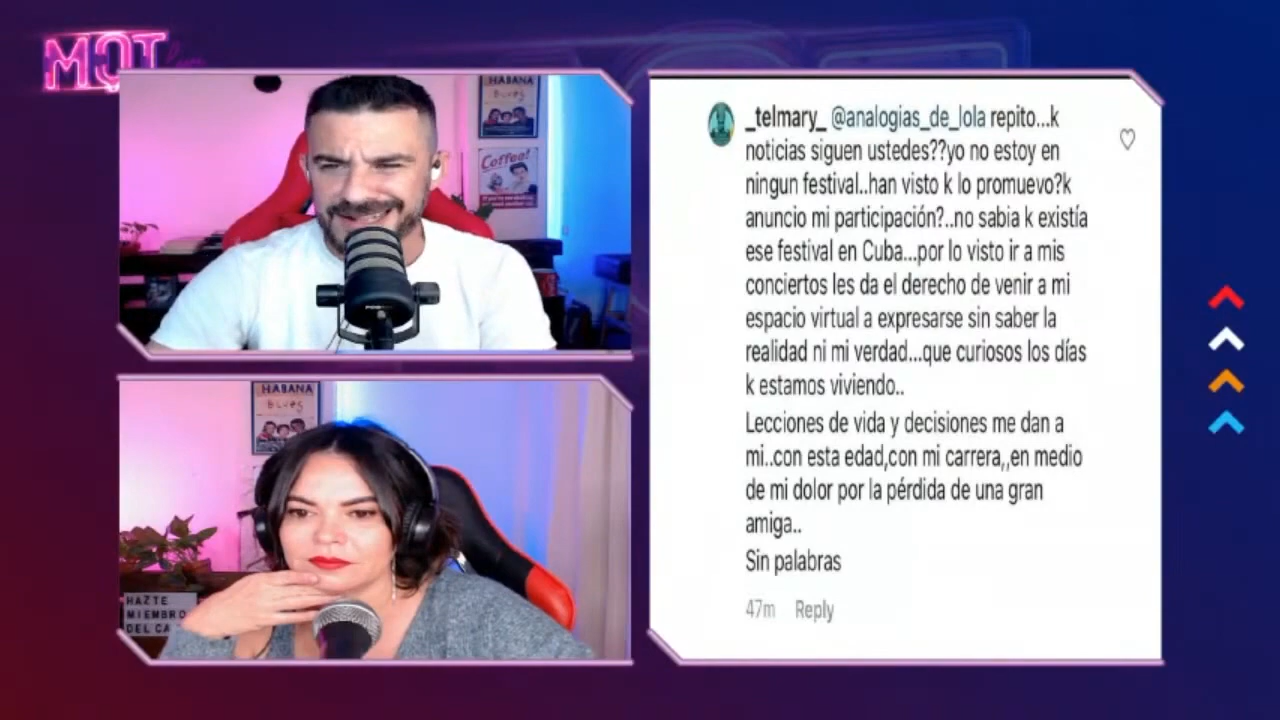 MQT
HABANA
BLUES
Coffee!
_telmary_ @analogias_de_lola repito...k
noticias siguen ustedes??yo no estoy en
ningun festival..han visto k lo promuevo?k
anuncio mi participación?..no sabia k existía
ese festival en Cuba...por lo visto ir a mis
conciertos les da el derecho de venir a mi
espacio virtual a expresarse sin saber la
realidad ni mi verdad...que curiosos los días
k estamos viviendo..
Lecciones de vida y decisiones me dan a
mi..con esta edad,con mi carrera,,en medio
de mi dolor por la pérdida de una gran
amiga..
Sin palabras
47m Reply
HABANA
BLUES
HAZTE
MIEMBRO
DEL CA